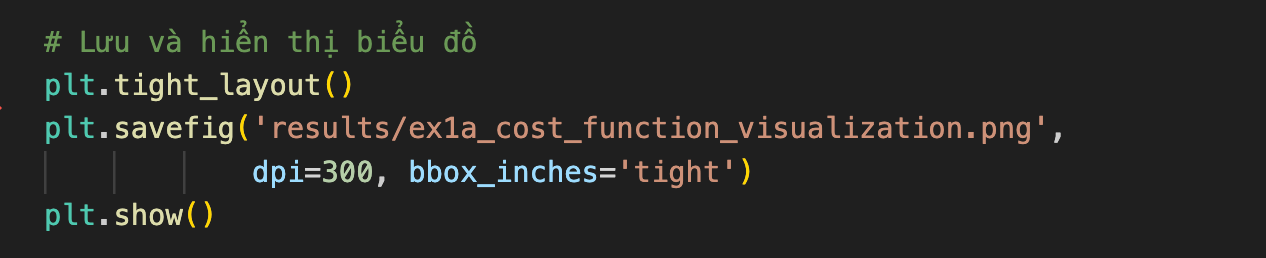 # Lưu và hiển thị biểu đồ
plt.tight_layout()
plt.savefig('results/ex1a_cost_function_visualization.png',
            dpi=300, bbox_inches='tight')
plt.show()